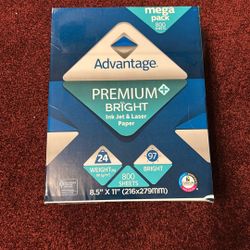 mega
pack
800
Advantage.
PREMIUM+
BRIGHT
Ink Jet & Laser
Paper
24
97
WEIGHT
BRIGHT
800
SHEETS
8.5" X 11" (216x279mm)